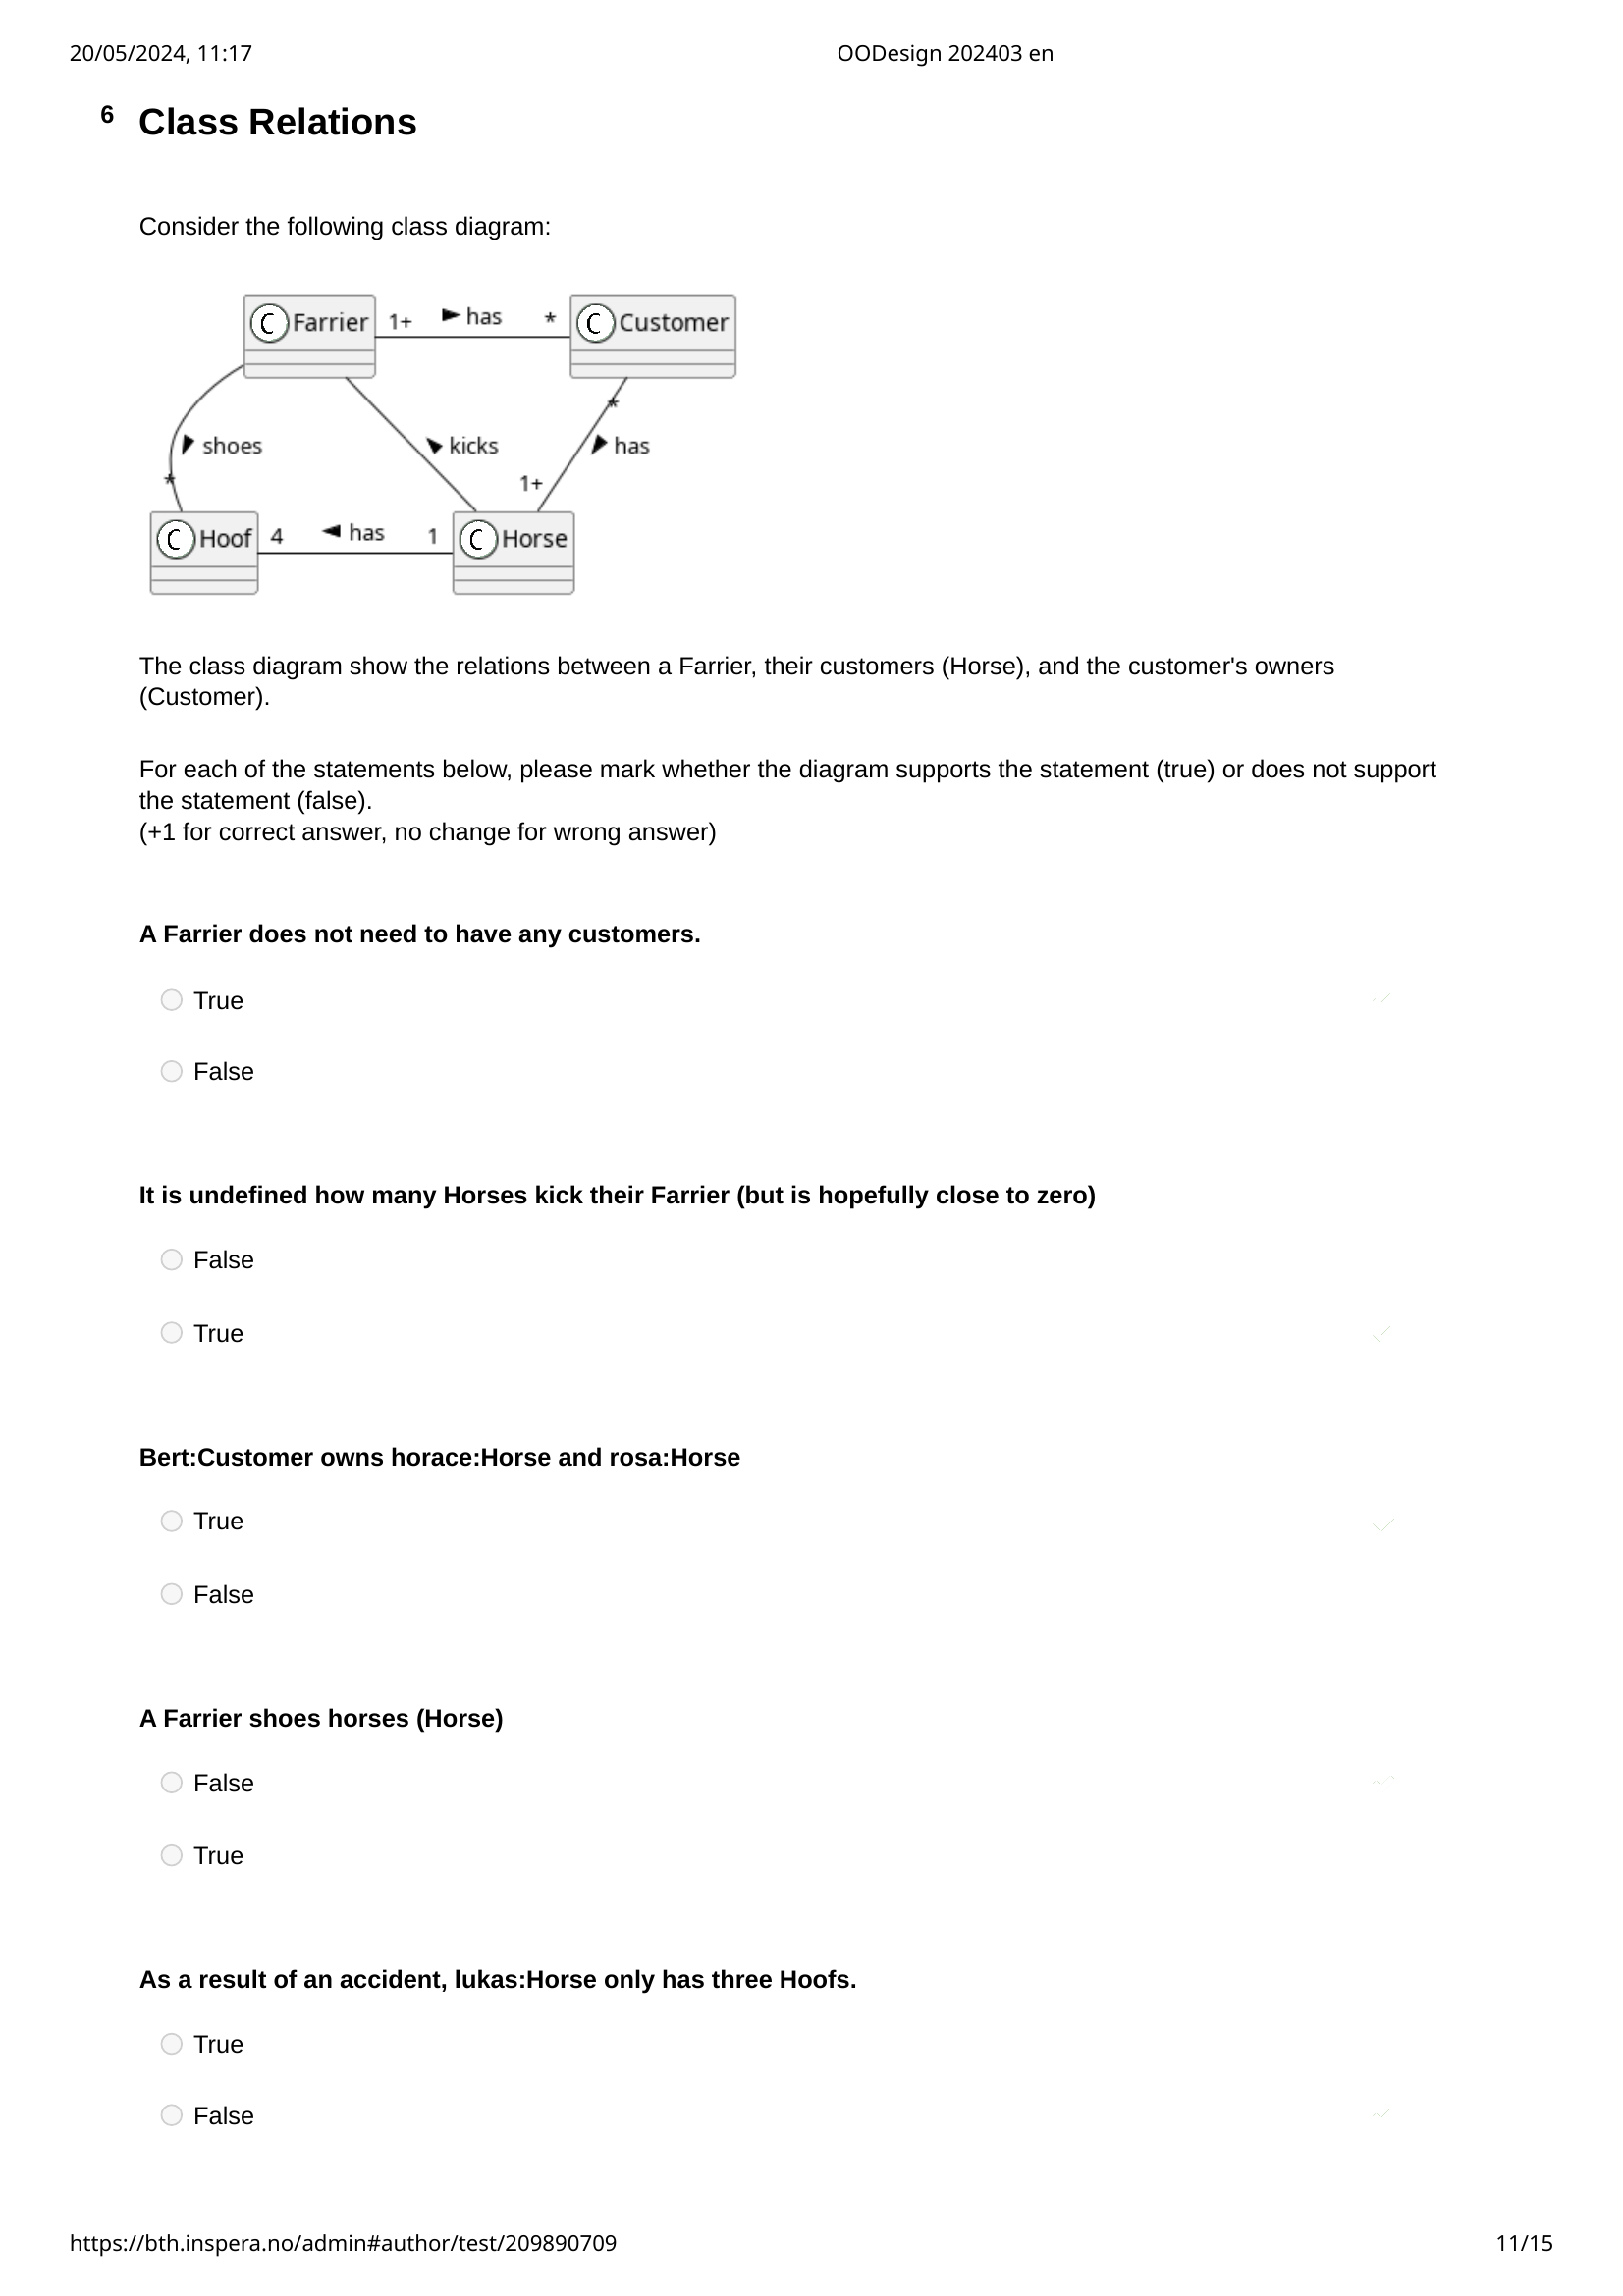 20/05/2024, 11:17
OODesign 202403 en
6 Class Relations
Consider the following class diagram:
C Farrier 1+ has * C Customer
*
shoes kicks has
*
1+
C Hoof 4 has 1 C Horse
The class diagram show the relations between a Farrier, their customers (Horse), and the customer's owners
(Customer).
For each of the statements below, please mark whether the diagram supports the statement (true) or does not support
the statement (false).
(+1 for correct answer, no change for wrong answer)
A Farrier does not need to have any customers.
True
False
It is undefined how many Horses kick their Farrier (but is hopefully close to zero)
False
True
Bert:Customer owns horace:Horse and rosa:Horse
True
False
A Farrier shoes horses (Horse)
False
True
As a result of an accident, lukas:Horse only has three Hoofs.
True
False
https://bth.inspera.no/admin#author/test/209890709
11/15